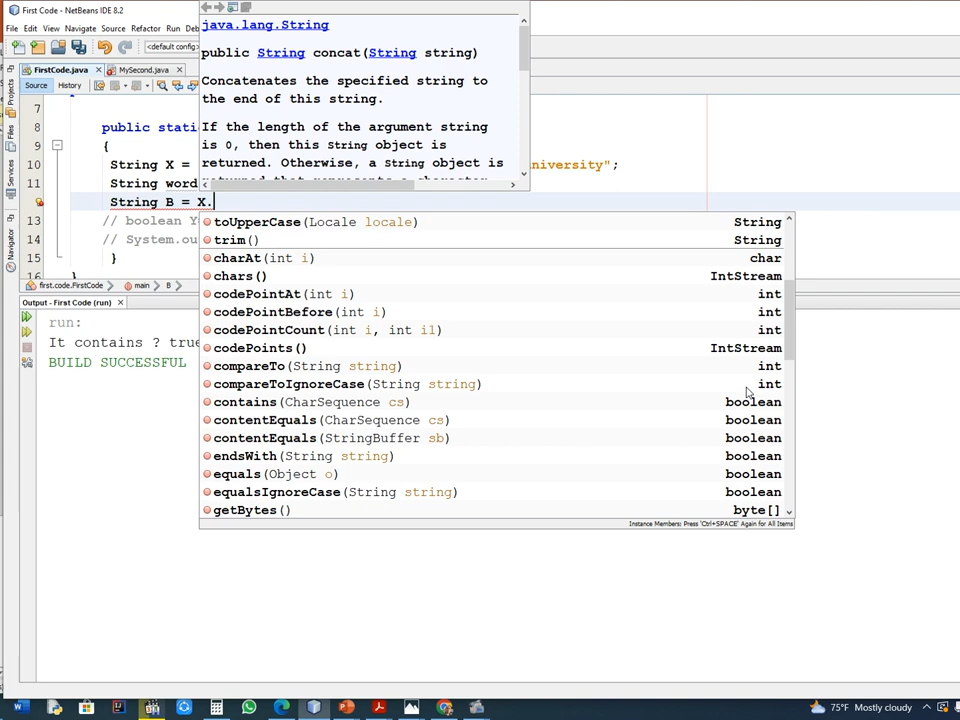 First Code - NetBeans IDE 8.2
File Edit View Navigate Source Refactor Run
<default config>
FirstCode.java × MySecond.java ×
Source History
java.lang.String
public String concat(String string)
Concatenates the specified string to
the end of this string.
If the length of the argument string
is 0, then this String object is
returned. Otherwise, a String object is
7
8 public stati
9 {
10 String X = niversity";
11 String word
String B = X.
13 // boolean Y
14 // System.ou
15 }
16 }
toUpperCase(Locale locale) String
trim() String
charAt(int i) char
chars() IntStream
codePointAt(int i) int
codePointBefore(int i) int
codePointCount(int i, int i1) int
codePoints() IntStream
compareTo(String string) int
compareToIgnoreCase(String string) int
contains(CharSequence cs) boolean
contentEquals(CharSequence cs) boolean
contentEquals(StringBuffer sb) boolean
endsWith(String string) boolean
equals(Object o) boolean
equalsIgnoreCase(String string) boolean
getBytes() byte[]
Instance Members; Press 'Ctrl+SPACE' Again for All Items
first.code.FirstCode main B
Output - First Code (run) ×
run:
It contains ? true
BUILD SUCCESSFUL
Projects
Files
Services
Navigator
75°F Mostly cloudy